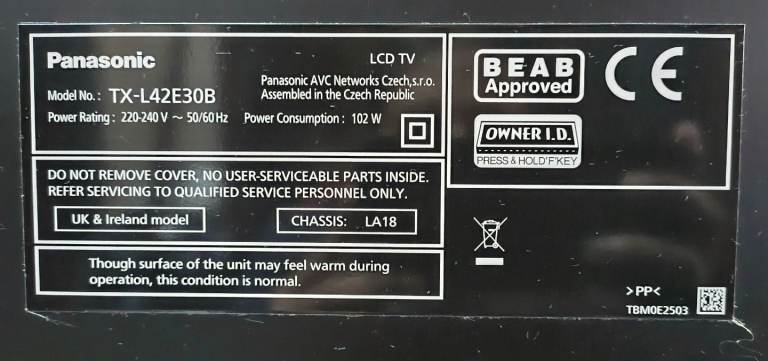 Panasonic
LCD TV
Model No.: TX-L42E30B
Panasonic AVC Networks Czech,s.r.o.
Assembled in the Czech Republic
Power Rating: 220-240 V ~ 50/60 Hz
Power Consumption: 102 W
DO NOT REMOVE COVER, NO USER-SERVICEABLE PARTS INSIDE.
REFER SERVICING TO QUALIFIED SERVICE PERSONNEL ONLY.
UK & Ireland model
CHASSIS: LA18
Though surface of the unit may feel warm during
operation, this condition is normal.
BEAB
Approved
CE
OWNER I.D.
PRESS & HOLD'F'KEY
>PP<
TBM0E2503